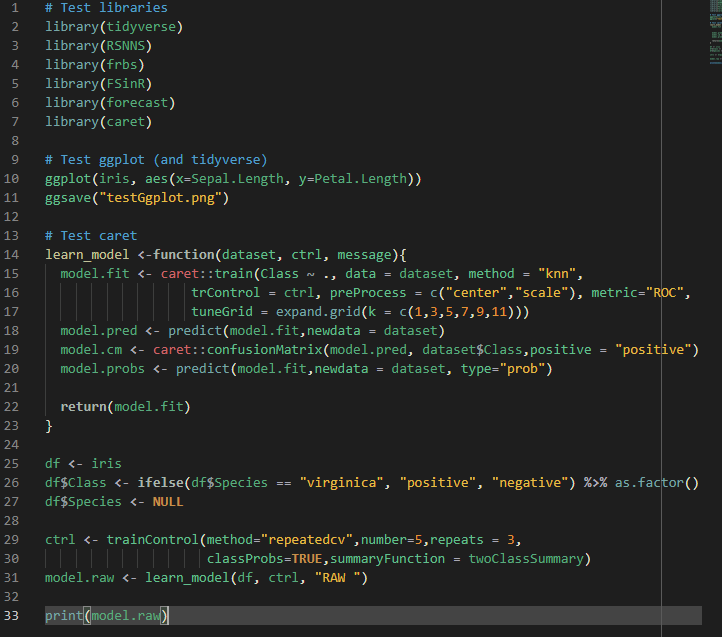 1 # Test libraries
2 library(tidyverse)
3 library(RSNNS)
4 library(frbs)
5 library(FSinR)
6 library(forecast)
7 library(caret)
8
9 # Test ggplot (and tidyverse)
10 ggplot(iris, aes(x=Sepal.Length, y=Petal.Length))
11 ggsave("testGgplot.png")
12
13 # Test caret
14 learn_model <-function(dataset, ctrl, message){
15   model.fit <- caret::train(Class ~ ., data = dataset, method = "knn",
16                    trControl = ctrl, preProcess = c("center","scale"), metric="ROC",
17                    tuneGrid = expand.grid(k = c(1,3,5,7,9,11)))
18   model.pred <- predict(model.fit,newdata = dataset)
19   model.cm <- caret::confusionMatrix(model.pred, dataset$Class,positive = "positive")
20   model.probs <- predict(model.fit,newdata = dataset, type="prob")
21
22   return(model.fit)
23 }
24
25 df <- iris
26 df$Class <- ifelse(df$Species == "virginica", "positive", "negative") %>% as.factor()
27 df$Species <- NULL
28
29 ctrl <- trainControl(method="repeatedcv",number=5,repeats = 3,
30                      classProbs=TRUE,summaryFunction = twoClassSummary)
31 model.raw <- learn_model(df, ctrl, "RAW ")
32
33 print(model.raw)